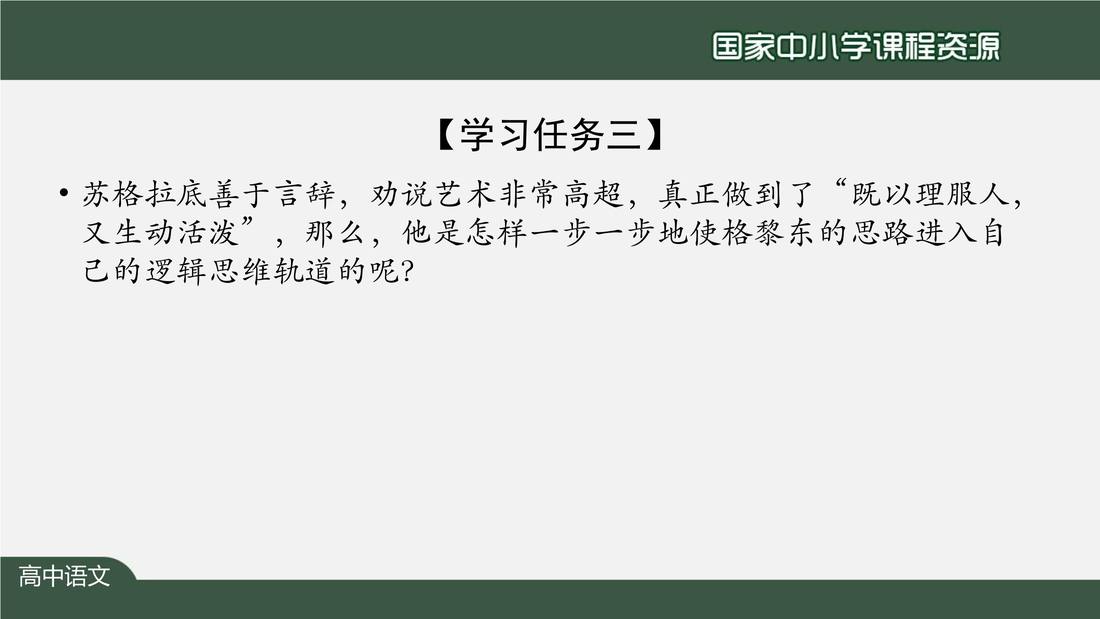 国家中小学课程资源
【学习任务三】
• 苏格拉底善于言辞，劝说艺术非常高超，真正做到了“既以理服人，
又生动活泼”，那么，他是怎样一步一步地使格黎东的思路进入自
己的逻辑思维轨道的呢？
高中语文